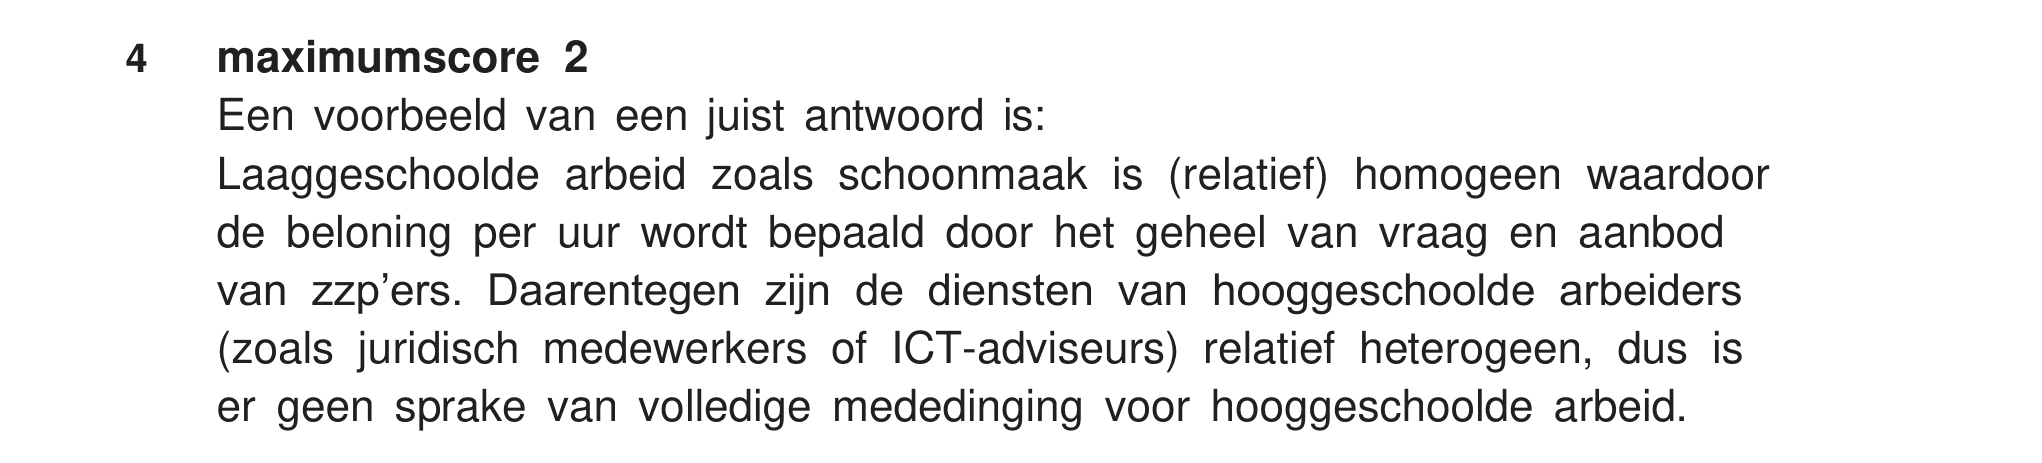 4 maximumscore 2
Een voorbeeld van een juist antwoord is:
Laaggeschoolde arbeid zoals schoonmaak is (relatief) homogeen waardoor
de beloning per uur wordt bepaald door het geheel van vraag en aanbod
van zzp’ers. Daarentegen zijn de diensten van hooggeschoolde arbeiders
(zoals juridisch medewerkers of ICT-adviseurs) relatief heterogeen, dus is
er geen sprake van volledige mededinging voor hooggeschoolde arbeid.